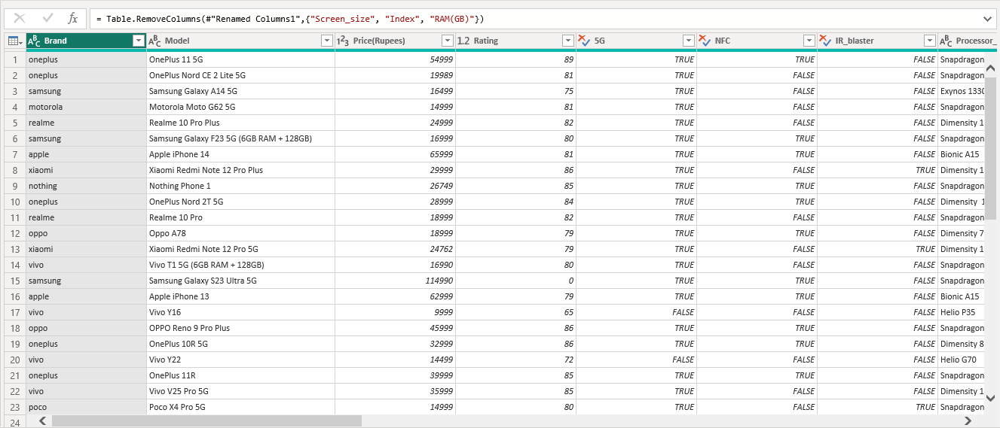 fx = Table.RemoveColumns(#"Renamed Columns1",{"Screen_size", "Index", "RAM(GB)"})
ABC Brand ABC Model 123 Price(Rupees) 1.2 Rating 5G NFC IR_blaster ABC Processor_
1 oneplus OnePlus 11 5G 54999 89 TRUE TRUE FALSE Snapdragon
2 oneplus OnePlus Nord CE 2 Lite 5G 19989 81 TRUE FALSE FALSE Snapdragon
3 samsung Samsung Galaxy A14 5G 16499 75 TRUE FALSE FALSE Exynos 1330
4 motorola Motorola Moto G62 5G 14999 81 TRUE FALSE FALSE Snapdragon
5 realme Realme 10 Pro Plus 24999 82 TRUE FALSE FALSE Dimensity 1
6 samsung Samsung Galaxy F23 5G (6GB RAM + 128GB) 16999 80 TRUE TRUE FALSE Snapdragon
7 apple Apple iPhone 14 65999 81 TRUE TRUE FALSE Bionic A15
8 xiaomi Xiaomi Redmi Note 12 Pro Plus 29999 86 TRUE FALSE TRUE Dimensity 1
9 nothing Nothing Phone 1 26749 85 TRUE TRUE FALSE Snapdragon
10 oneplus OnePlus Nord 2T 5G 28999 84 TRUE TRUE FALSE Dimensity 1
11 realme Realme 10 Pro 18999 82 TRUE FALSE FALSE Snapdragon
12 oppo Oppo A78 18999 79 TRUE TRUE FALSE Dimensity 7
13 xiaomi Xiaomi Redmi Note 12 Pro 5G 24762 79 TRUE FALSE TRUE Dimensity 1
14 vivo Vivo T1 5G (6GB RAM + 128GB) 16990 80 TRUE FALSE FALSE Snapdragon
15 samsung Samsung Galaxy S23 Ultra 5G 114990 0 TRUE TRUE FALSE Snapdragon
16 apple Apple iPhone 13 62999 79 TRUE TRUE FALSE Bionic A15
17 vivo Vivo Y16 9999 65 FALSE FALSE FALSE Helio P35
18 oppo OPPO Reno 9 Pro Plus 45999 86 TRUE TRUE FALSE Snapdragon
19 oneplus OnePlus 10R 5G 32999 86 TRUE TRUE FALSE Dimensity 8
20 vivo Vivo Y22 14499 72 FALSE FALSE FALSE Helio G70
21 oneplus OnePlus 11R 39999 85 TRUE TRUE FALSE Snapdragon
22 vivo Vivo V25 Pro 5G 35999 85 TRUE FALSE FALSE Dimensity 1
23 poco Poco X4 Pro 5G 14999 80 TRUE FALSE TRUE Snapdragon
24